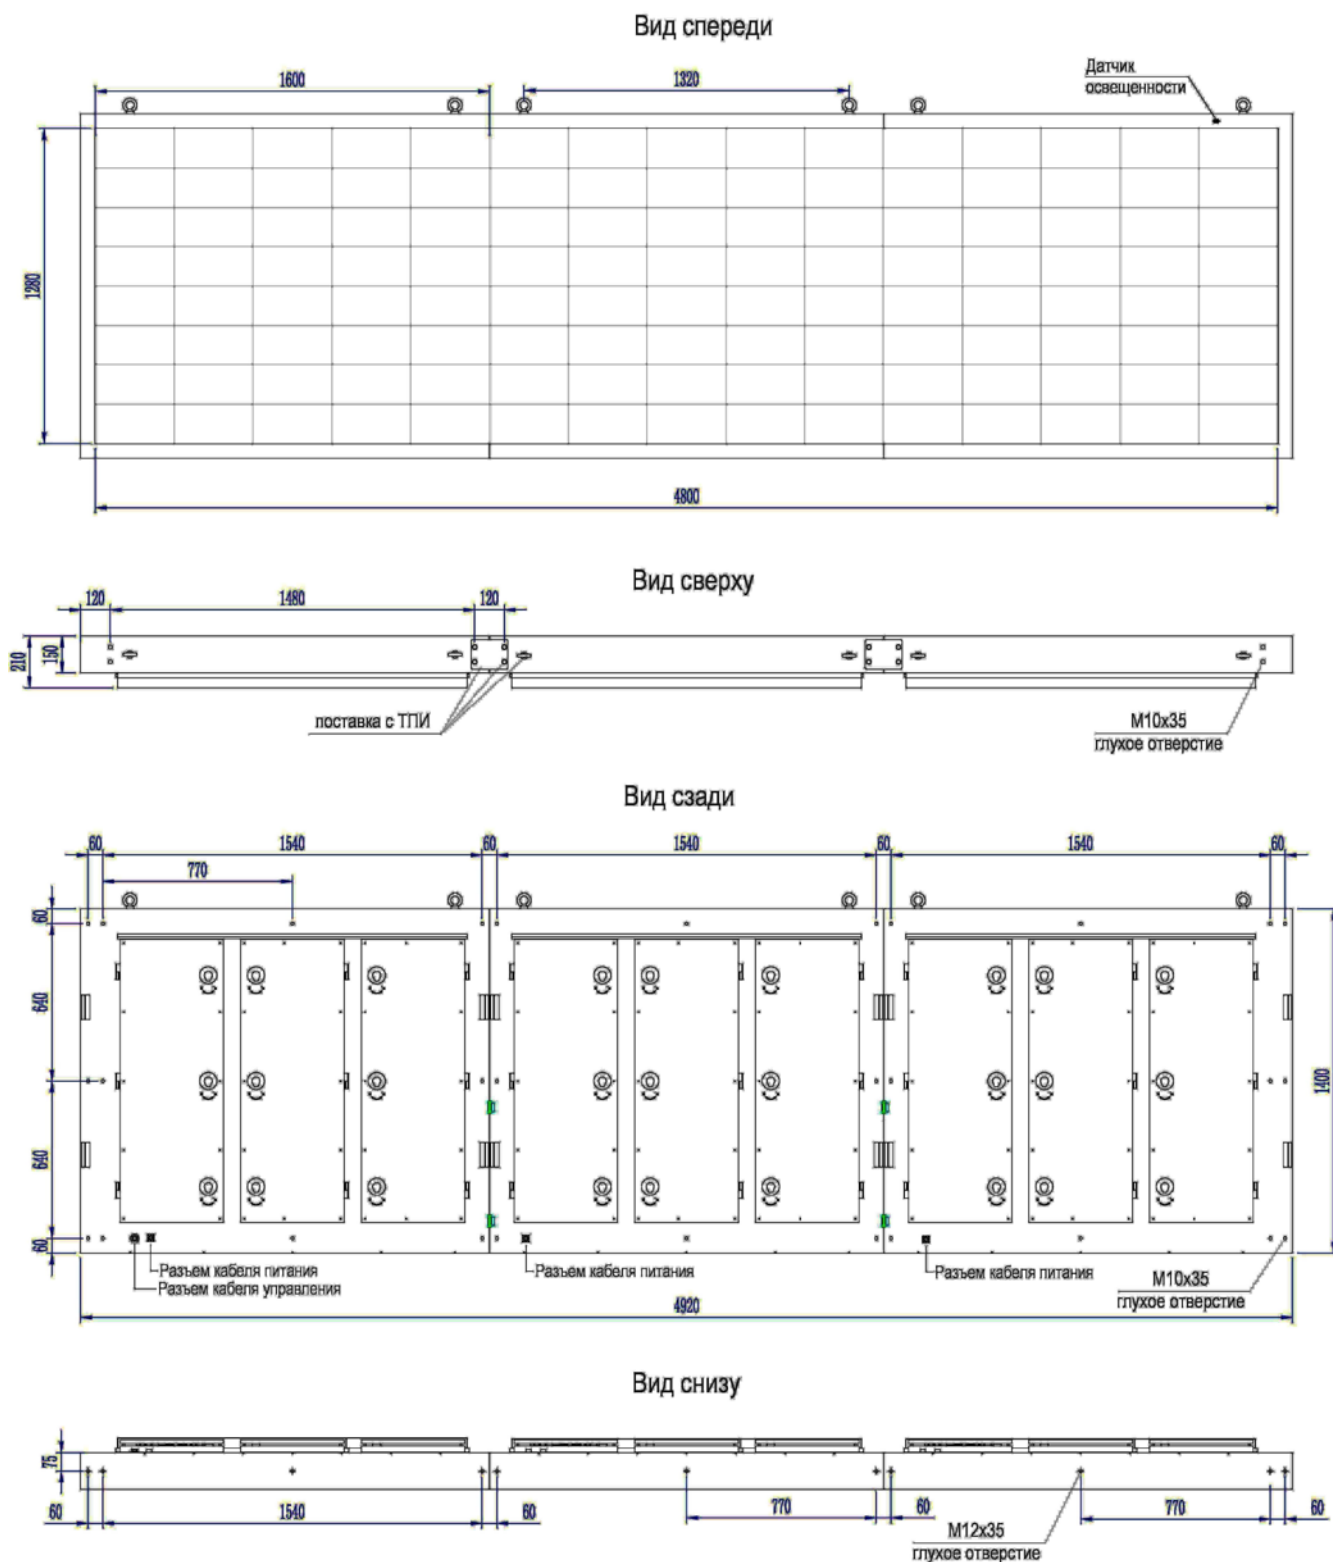 Вид спереди
1600
1320
Датчик
освещенности
1280
4800
Вид сверху
120
1480
120
210
150
поставка с ТПИ
М10х35
глухое отверстие
Вид сзади
60
1540
60
1540
60
1540
60
770
60
640
640
60
1400
Разъем кабеля питания
Разъем кабеля управления
Разъем кабеля питания
Разъем кабеля питания
М10х35
глухое отверстие
4920
Вид снизу
75
60
1540
60
770
60
770
60
М12х35
глухое отверстие